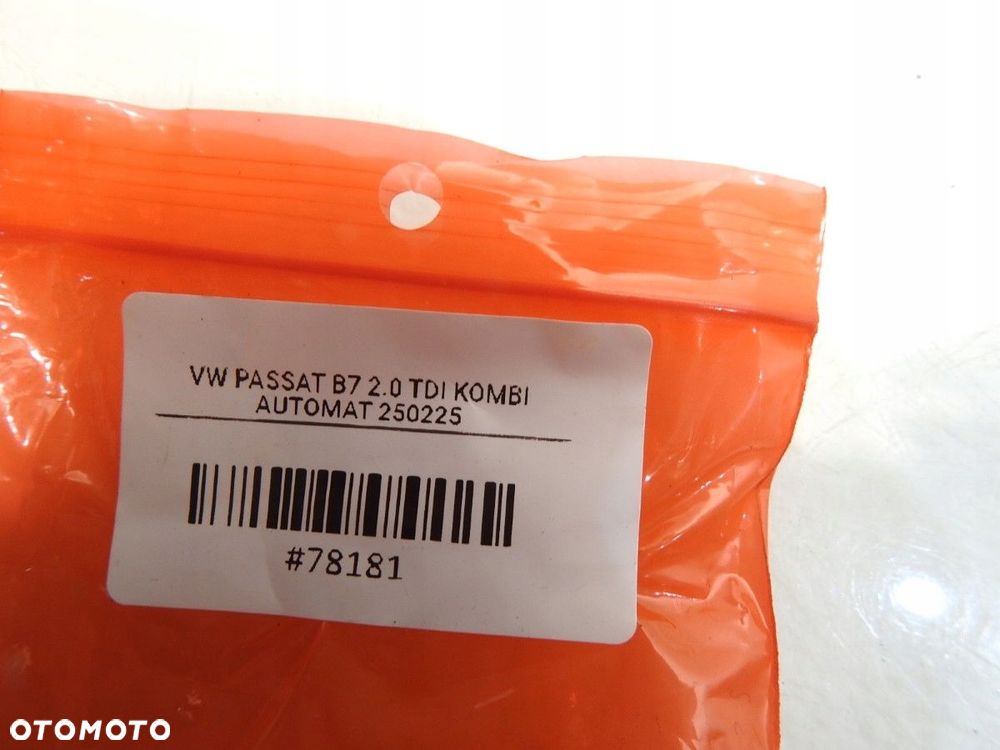 VW PASSAT B7 2.0 TDI KOMBI
AUTOMAT 250225
#78181
OTOMOTO